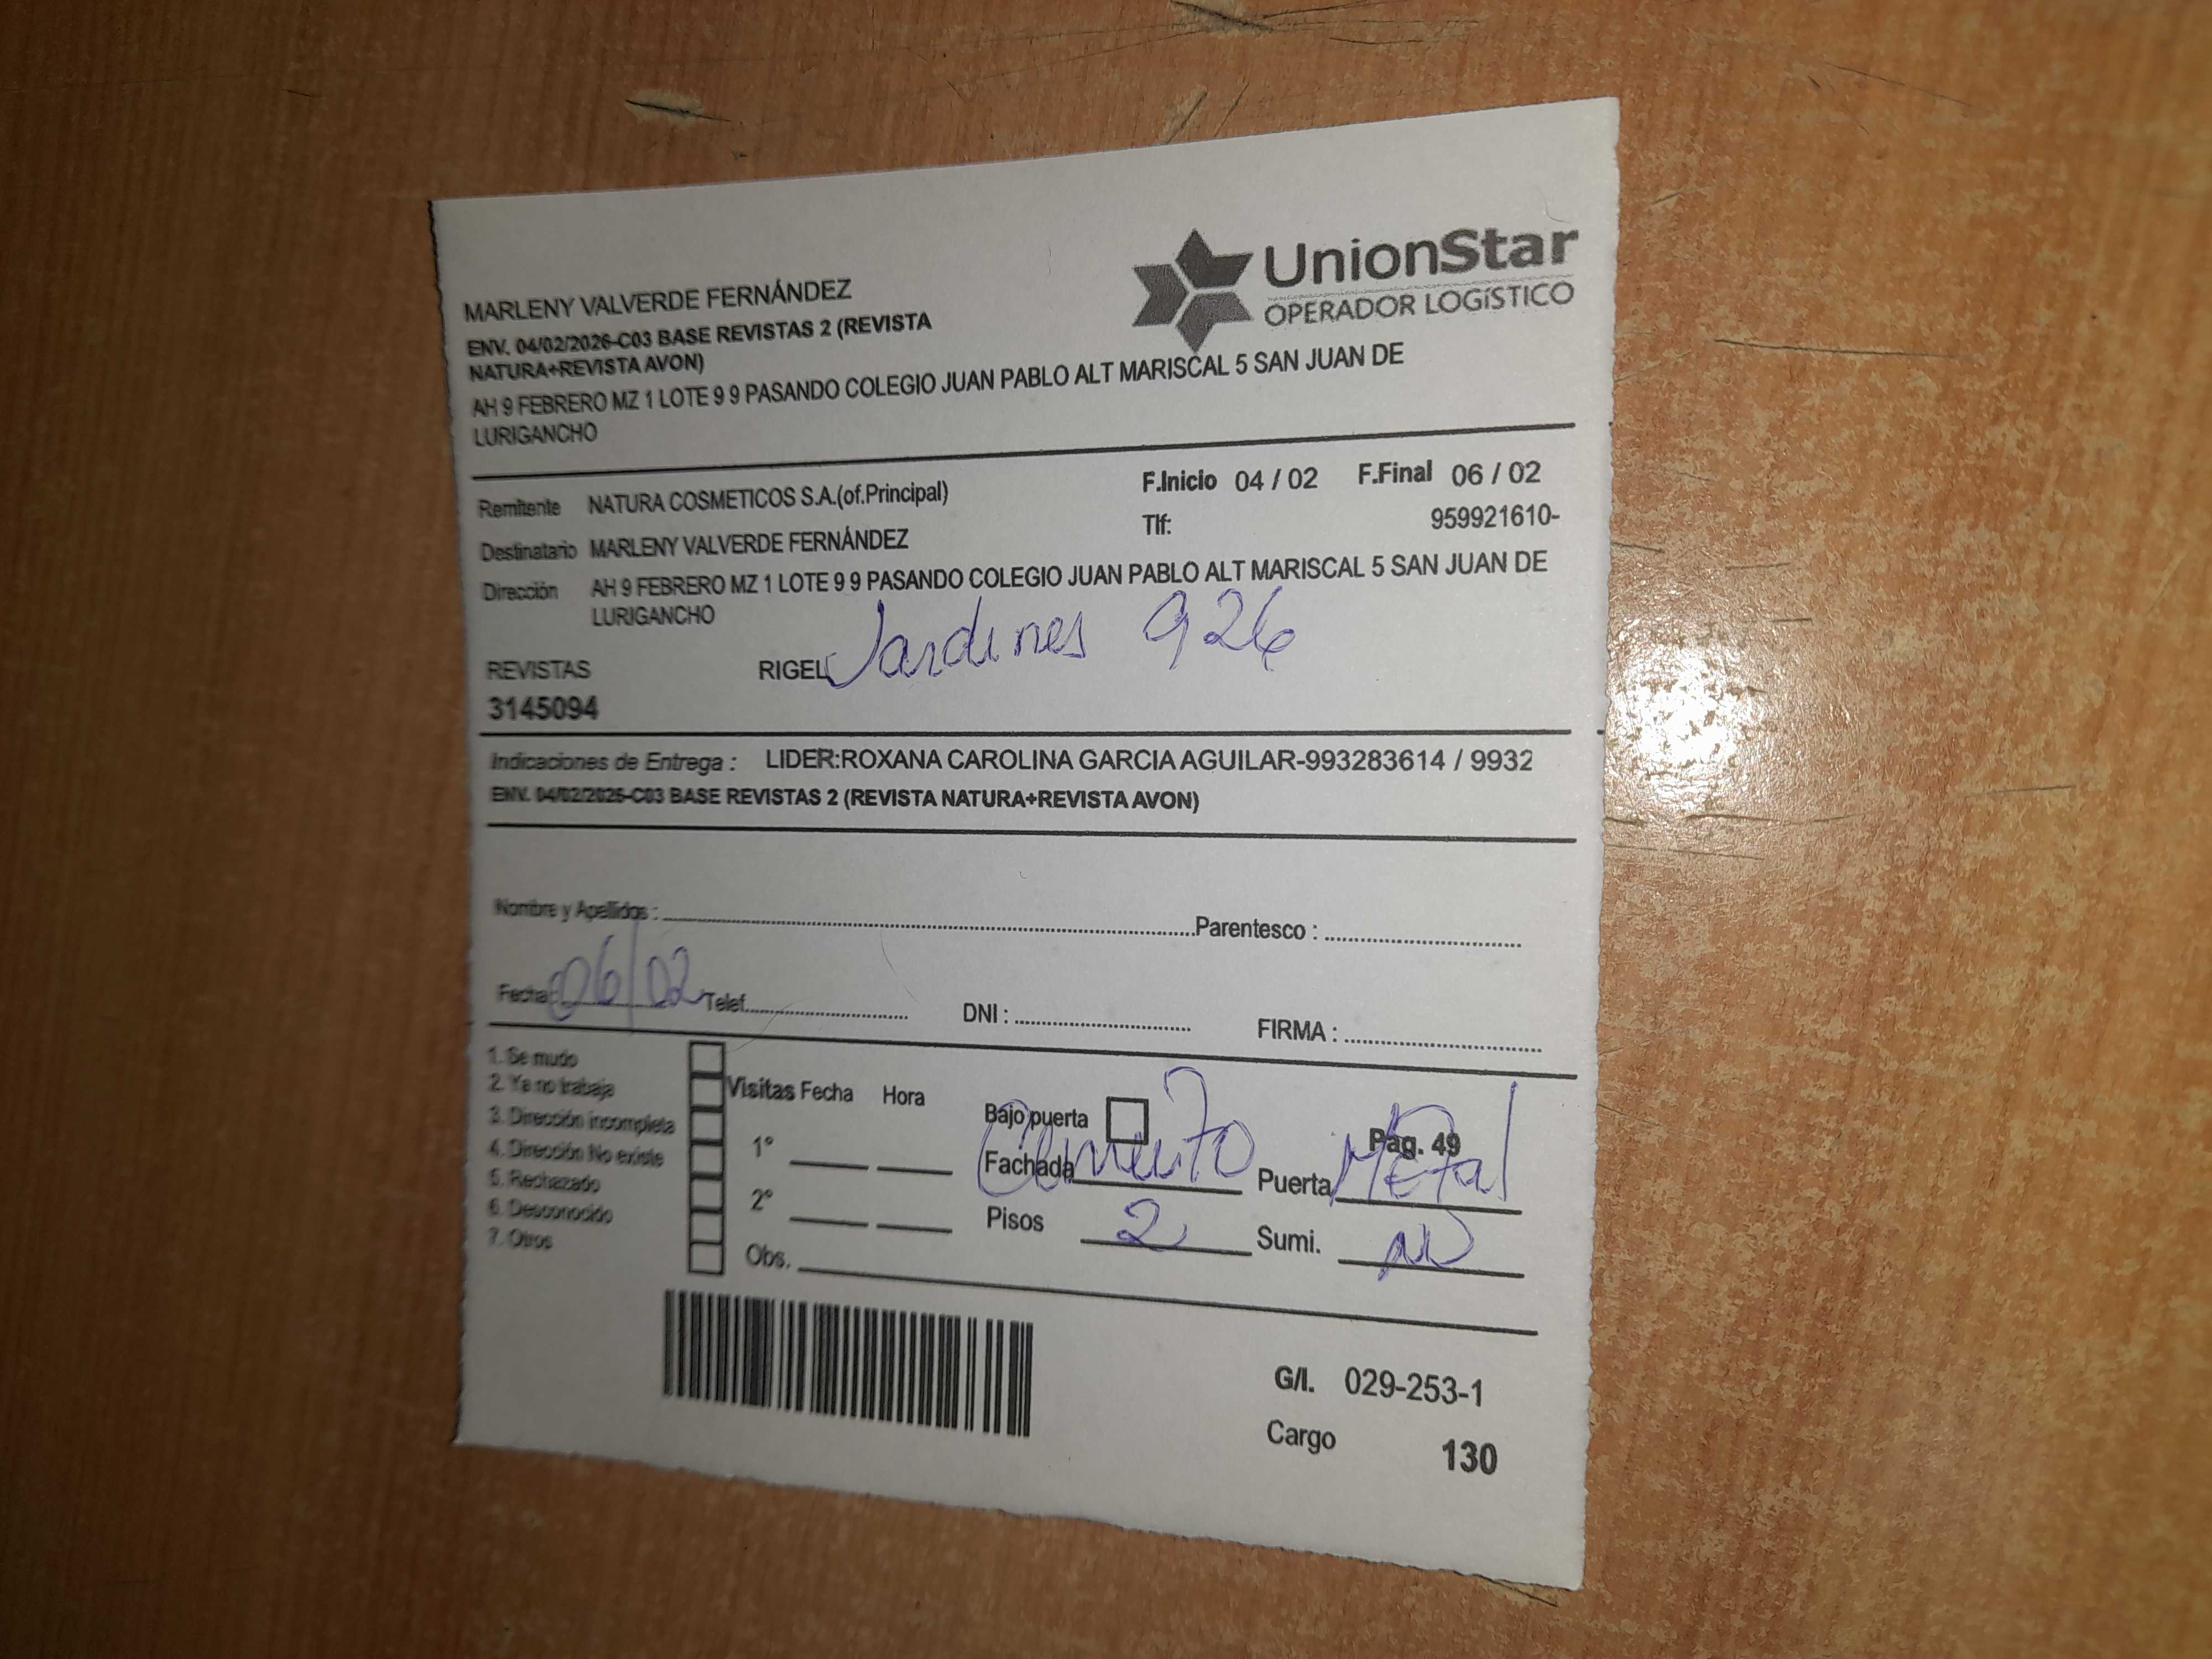 MARLENY VALVERDE FERNÁNDEZ
UnionStar
OPERADOR LOGíSTICO
ENV. 04/02/2026-C03 BASE REVISTAS 2 (REVISTA
NATURA+REVISTA AVON)
AH 9 FEBRERO MZ 1 LOTE 9 9 PASANDO COLEGIO JUAN PABLO ALT MARISCAL 5 SAN JUAN DE
LURIGANCHO
Remitente NATURA COSMETICOS S.A.(of.Principal) F.Inicio 04 / 02 F.Final 06 / 02
Destinatario MARLENY VALVERDE FERNÁNDEZ Tlf: 959921610-
Dirección AH 9 FEBRERO MZ 1 LOTE 9 9 PASANDO COLEGIO JUAN PABLO ALT MARISCAL 5 SAN JUAN DE
LURIGANCHO
REVISTAS RIGEL Jardines 926
3145094
Indicaciones de Entrega : LIDER:ROXANA CAROLINA GARCIA AGUILAR-993283614 / 9932
ENV. 04/02/2026-C03 BASE REVISTAS 2 (REVISTA NATURA+REVISTA AVON)
Nombre y Apellidos : Parentesco :
Fecha: 06/02 Telef. DNI : FIRMA :
1. Se mudo
2. Ya no trabaja
3. Dirección incompleta
4. Dirección No existe
5. Rechazado
6. Desconocido
7. Otros
Visitas Fecha Hora
1°
2°
Obs.
Bajo puerta Pag. 49
Fachada Cemento Puerta Metal
Pisos 2 Sumi.
G/I. 029-253-1
Cargo 130